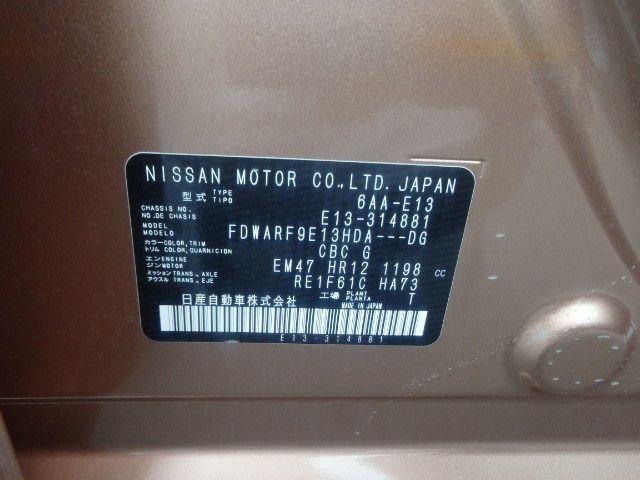 NISSAN MOTOR CO.,LTD. JAPAN
型式 TYPE TIPO 6AA-E13
CHASSIS NO.
NO.DE CHASIS E13-314881
MODEL
MODELO FDWARF9E13HDA---DG
カラー COLOR,TRIM
トリム COLOR,GUARNICION CBC G
エンジン ENGINE
ジン MOTOR EM47 HR12 1198 cc
ミッション TRANS., AXLE
アクスル TRANS., EJE RE1F61C HA73
工場 PLANT PLANTA T
日産自動車株式会社 MADE IN JAPAN
E13-314881